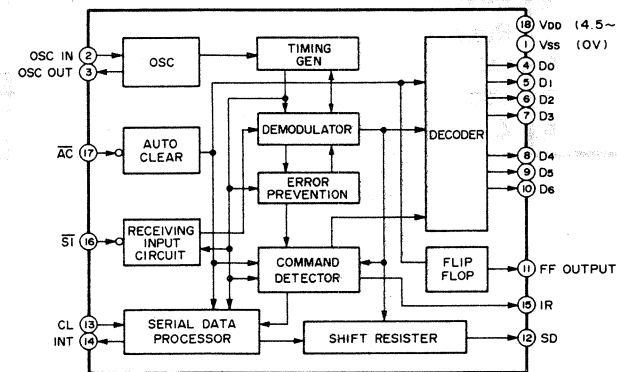 18 VDD (4.5~
1 VSS (0V)
OSC IN 2
OSC OUT 3
OSC
TIMING
GEN
DECODER
4 D0
5 D1
6 D2
7 D3
8 D4
9 D5
10 D6
AC 17
AUTO
CLEAR
DEMODULATOR
ERROR
PREVENTION
SI 16
RECEIVING
INPUT
CIRCUIT
COMMAND
DETECTOR
FLIP
FLOP
11 FF OUTPUT
15 IR
CL 13
INT 14
SERIAL DATA
PROCESSOR
SHIFT RESISTER
12 SD